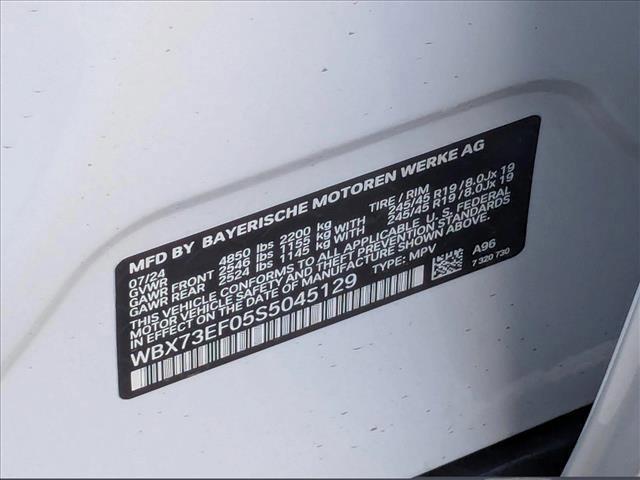 MFD BY BAYERISCHE MOTOREN WERKE AG
07/24 TIRE / RIM
GVWR 4850 lbs 2200 kg
GAWR FRONT 2546 lbs 1155 kg WITH 245/45 R19 /8.0Jx 19
GAWR REAR 2524 lbs 1145 kg WITH 245/45 R19 /8.0Jx 19
THIS VEHICLE CONFORMS TO ALL APPLICABLE U. S. FEDERAL
MOTOR VEHICLE SAFETY AND THEFT PREVENTION STANDARDS
IN EFFECT ON THE DATE OF MANUFACTURE SHOWN ABOVE.
WBX73EF05S5045129 TYPE: MPV A96
7 320 730